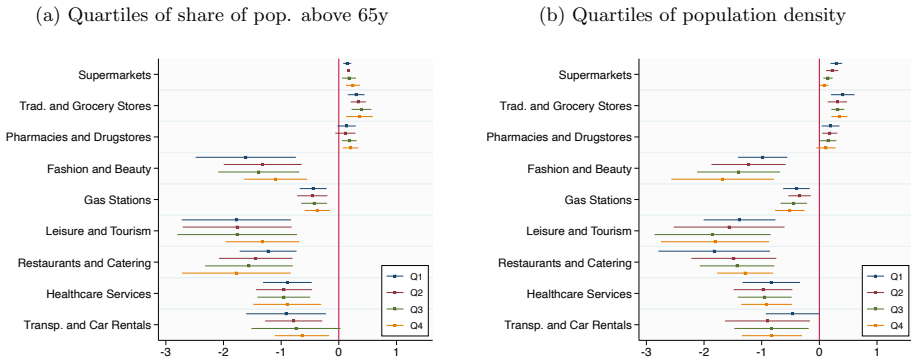 (a) Quartiles of share of pop. above 65y
Supermarkets
Trad. and Grocery Stores
Pharmacies and Drugstores
Fashion and Beauty
Gas Stations
Leisure and Tourism
Restaurants and Catering
Healthcare Services
Transp. and Car Rentals
Q1
Q2
Q3
Q4
-3 -2 -1 0 1
(b) Quartiles of population density
Supermarkets
Trad. and Grocery Stores
Pharmacies and Drugstores
Fashion and Beauty
Gas Stations
Leisure and Tourism
Restaurants and Catering
Healthcare Services
Transp. and Car Rentals
Q1
Q2
Q3
Q4
-3 -2 -1 0 1